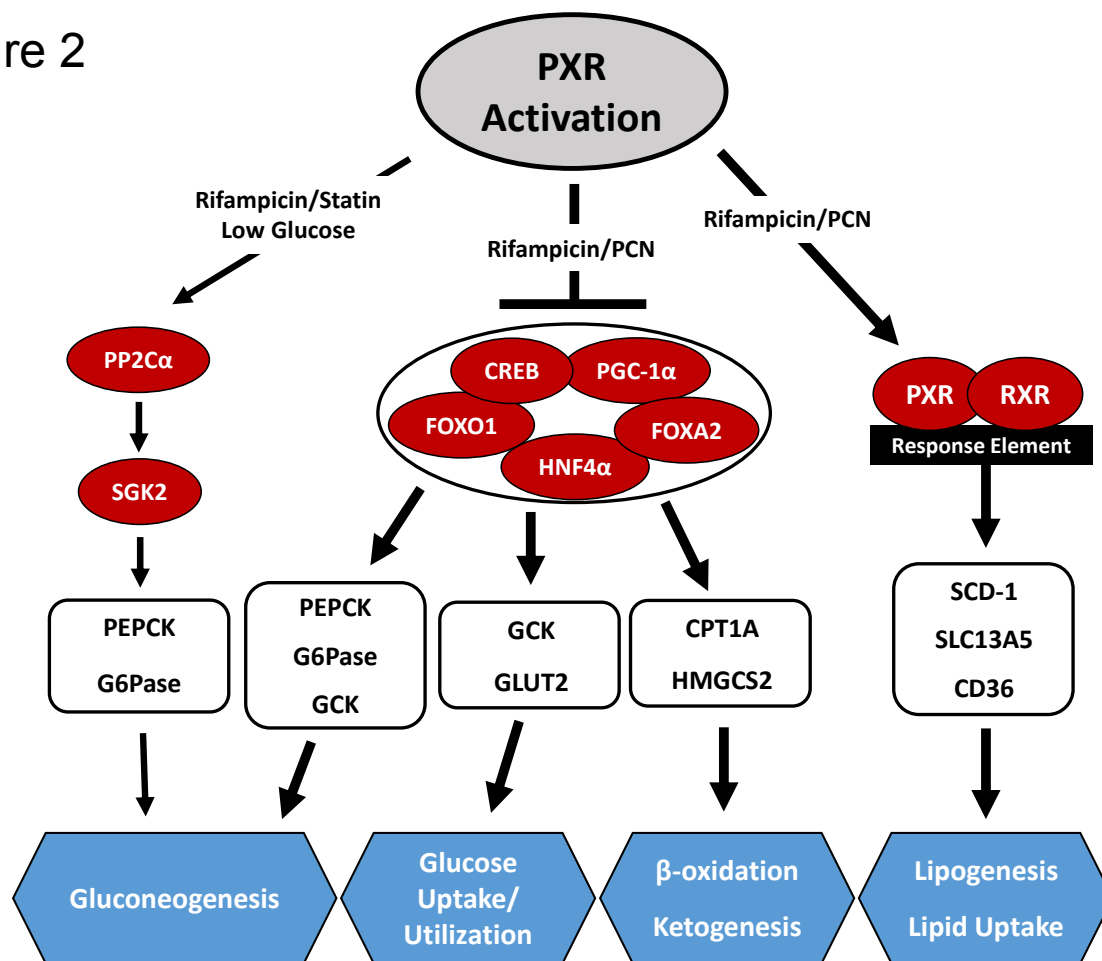 re 2
PXR
Activation
Rifampicin/Statin
Low Glucose
Rifampicin/PCN
Rifampicin/PCN
PP2Cα
SGK2
CREB
PGC-1α
FOXO1
FOXA2
HNF4α
PXR
RXR
Response Element
PEPCK
G6Pase
PEPCK
G6Pase
GCK
GCK
GLUT2
CPT1A
HMGCS2
SCD-1
SLC13A5
CD36
Gluconeogenesis
Glucose
Uptake/
Utilization
β-oxidation
Ketogenesis
Lipogenesis
Lipid Uptake